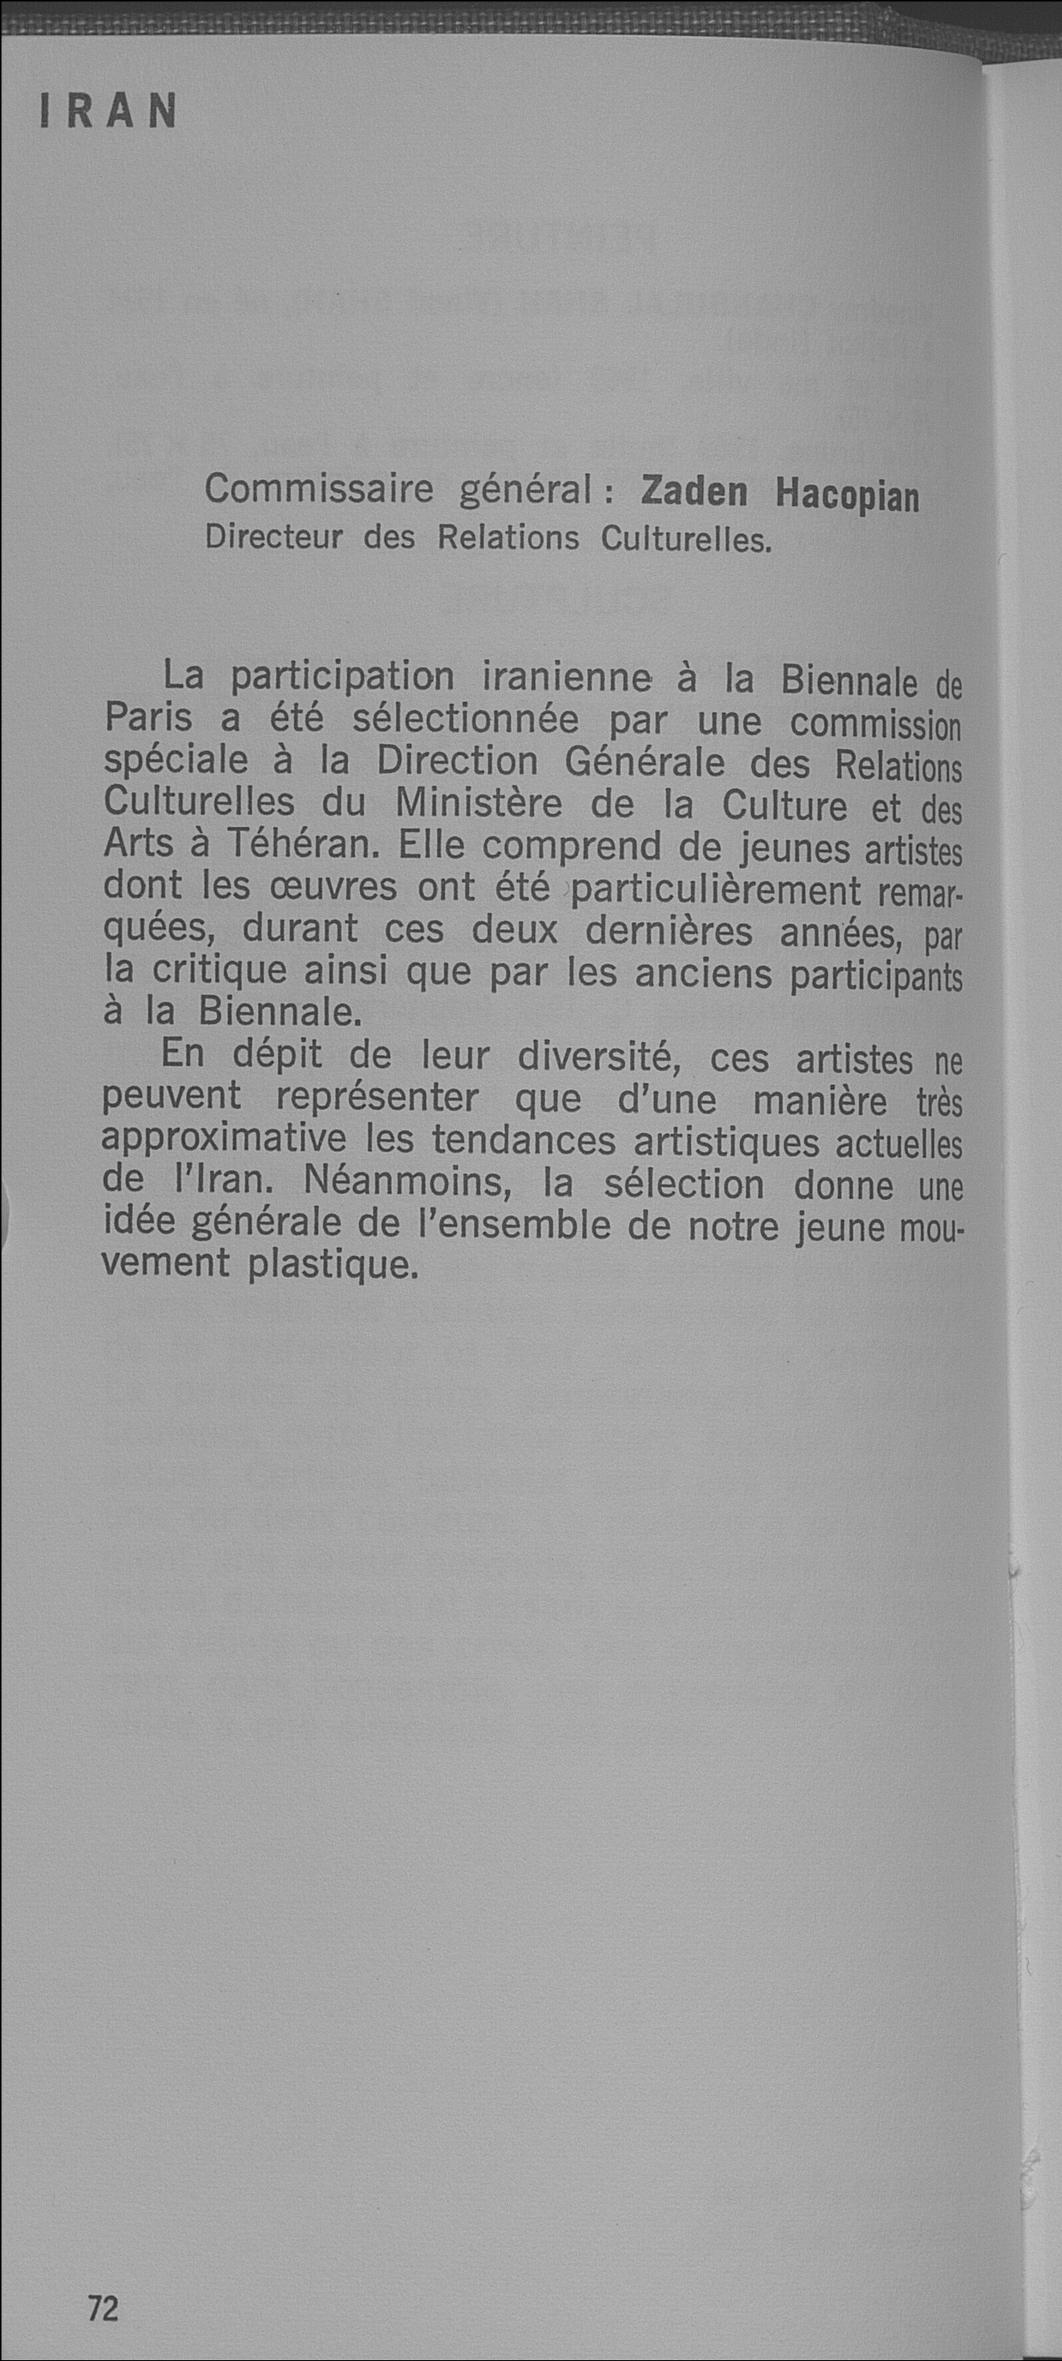 IRAN
Commissaire général : Zaden Hacopian
Directeur des Relations Culturelles.
La participation iranienne à la Biennale de
Paris a été sélectionnée par une commission
spéciale à la Direction Générale des Relations
Culturelles du Ministère de la Culture et des
Arts à Téhéran. Elle comprend de jeunes artistes
dont les œuvres ont été particulièrement remar-
quées, durant ces deux dernières années, par
la critique ainsi que par les anciens participants
à la Biennale.
En dépit de leur diversité, ces artistes ne
peuvent représenter que d'une manière très
approximative les tendances artistiques actuelles
de l'Iran. Néanmoins, la sélection donne une
idée générale de l'ensemble de notre jeune mou-
vement plastique.
72